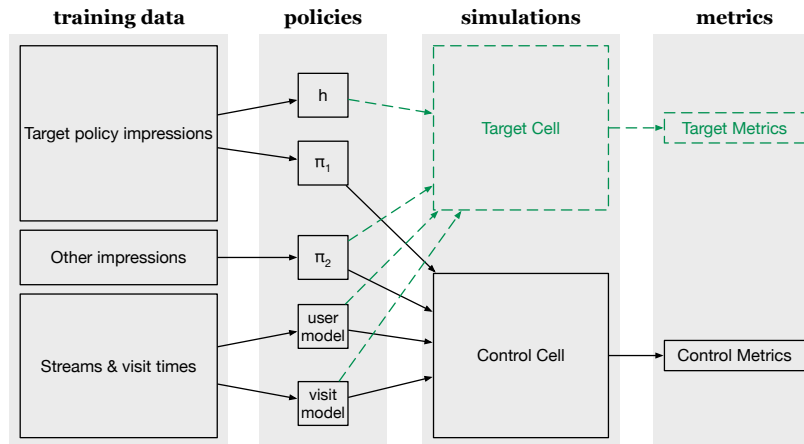 training data
policies
simulations
metrics
Target policy impressions
h
Target Cell
Target Metrics
π1
Other impressions
π2
Streams & visit times
user
model
Control Cell
Control Metrics
visit
model